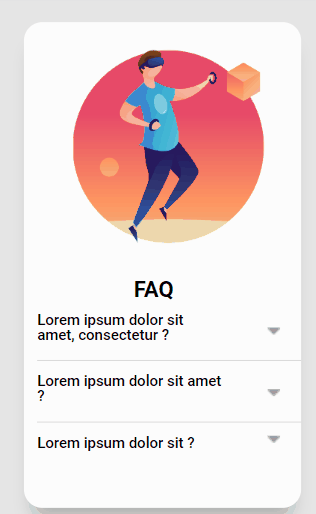 FAQ
Lorem ipsum dolor sit
amet, consectetur ?
Lorem ipsum dolor sit amet
?
Lorem ipsum dolor sit ?